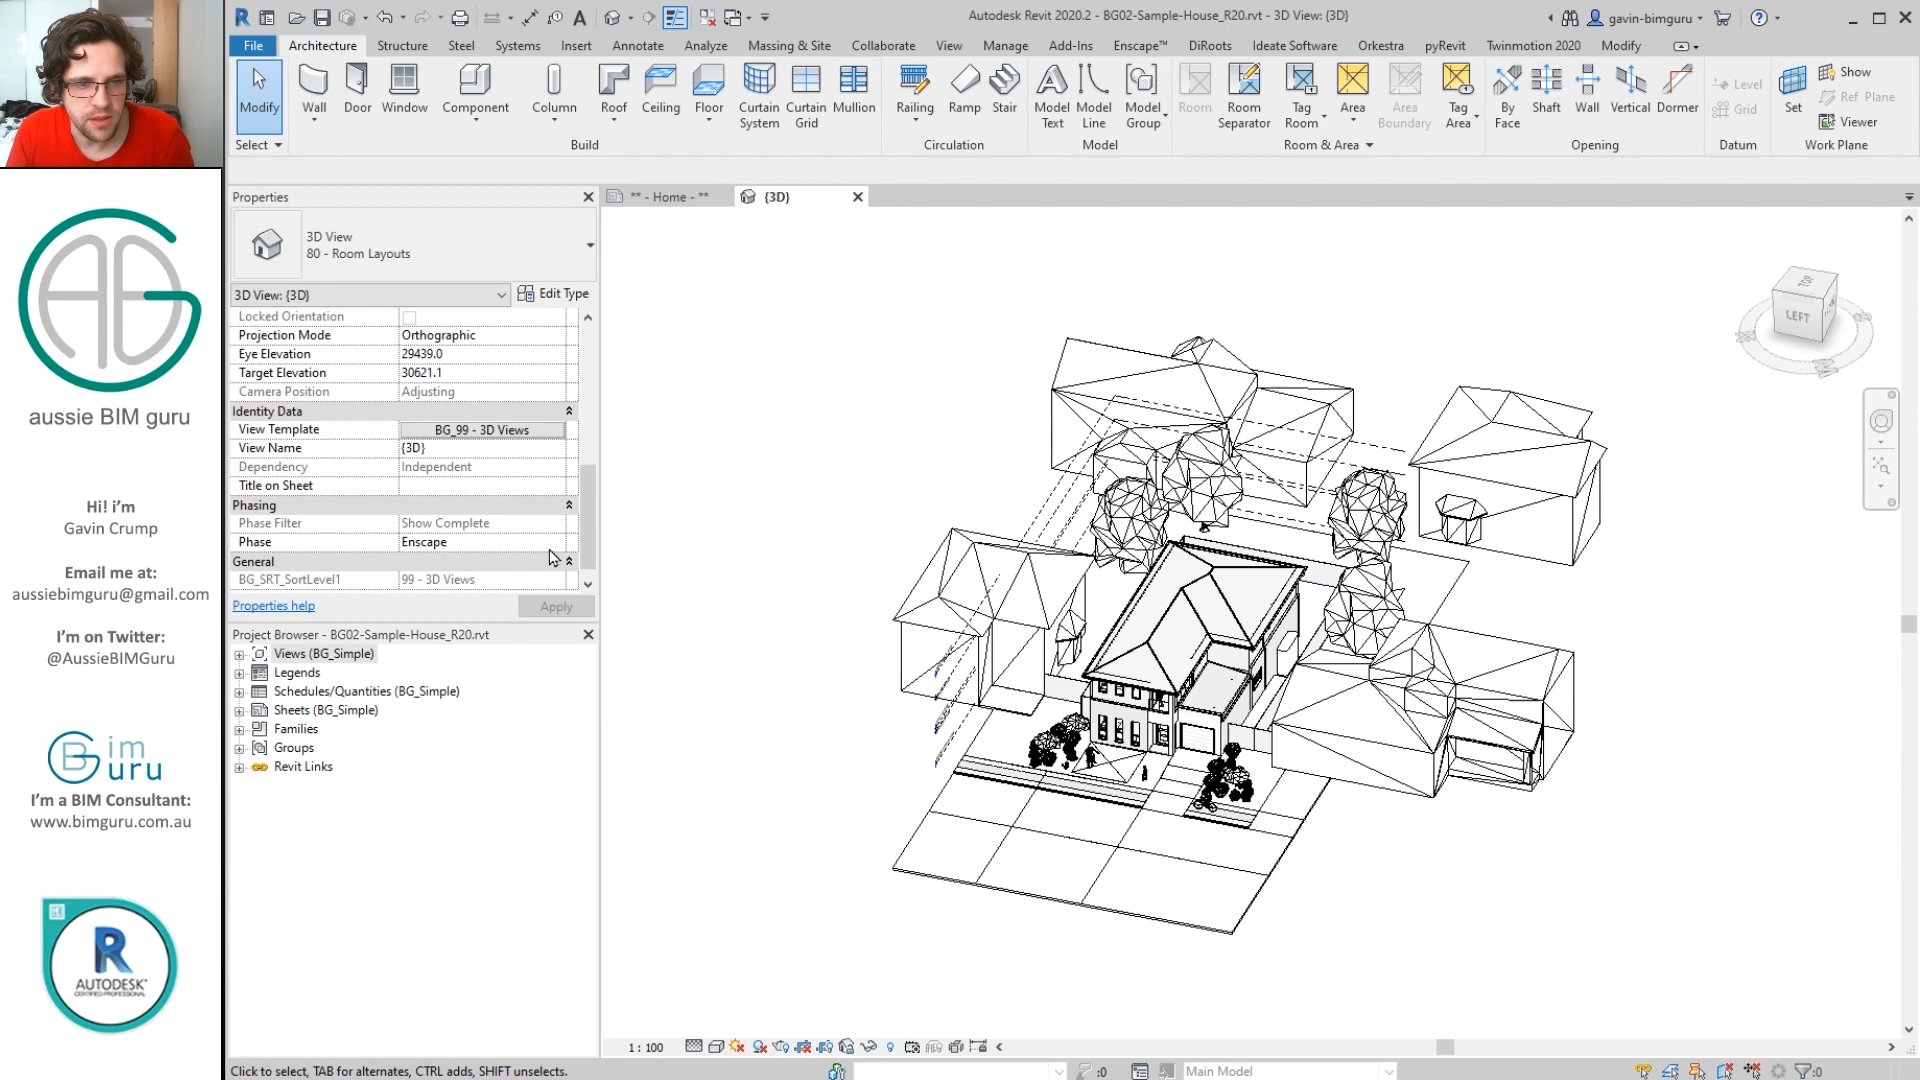 Autodesk Revit 2020.2 - BG02-Sample-House_R20.rvt - 3D View: {3D}
gavin-bimguru
File
Architecture
Structure
Steel
Systems
Insert
Annotate
Analyze
Massing & Site
Collaborate
View
Manage
Add-Ins
Enscape™
DiRoots
Ideate Software
Orkestra
pyRevit
Twinmotion 2020
Modify
Modify
Wall
Door
Window
Component
Column
Roof
Ceiling
Floor
Curtain System
Curtain Grid
Mullion
Railing
Ramp
Stair
Model Text
Model Line
Model Group
Room
Room Separator
Tag Room
Area
Area Boundary
Tag Area
By Face
Shaft
Wall
Vertical
Dormer
Level
Grid
Set
Show
Ref Plane
Viewer
Select
Build
Circulation
Model
Room & Area
Opening
Datum
Work Plane
Properties
** - Home - **
{3D}
3D View
80 - Room Layouts
3D View: {3D}
Edit Type
Locked Orientation
Projection Mode Orthographic
Eye Elevation 29439.0
Target Elevation 30621.1
Camera Position Adjusting
Identity Data
View Template BG_99 - 3D Views
View Name {3D}
Dependency Independent
Title on Sheet
Phasing
Phase Filter Show Complete
Phase Enscape
General
BG_SRT_SortLevel1 99 - 3D Views
Properties help
Apply
Project Browser - BG02-Sample-House_R20.rvt
Views (BG_Simple)
Legends
Schedules/Quantities (BG_Simple)
Sheets (BG_Simple)
Families
Groups
Revit Links
TOP
LEFT
aussie BIM guru
Hi! i'm
Gavin Crump
Email me at:
aussiebimguru@gmail.com
I'm on Twitter:
@AussieBIMGuru
Bim
Guru
I'm a BIM Consultant:
www.bimguru.com.au
R
AUTODESK
CERTIFIED PROFESSIONAL
1 : 100
Click to select, TAB for alternates, CTRL adds, SHIFT unselects.
:0
Main Model
:0